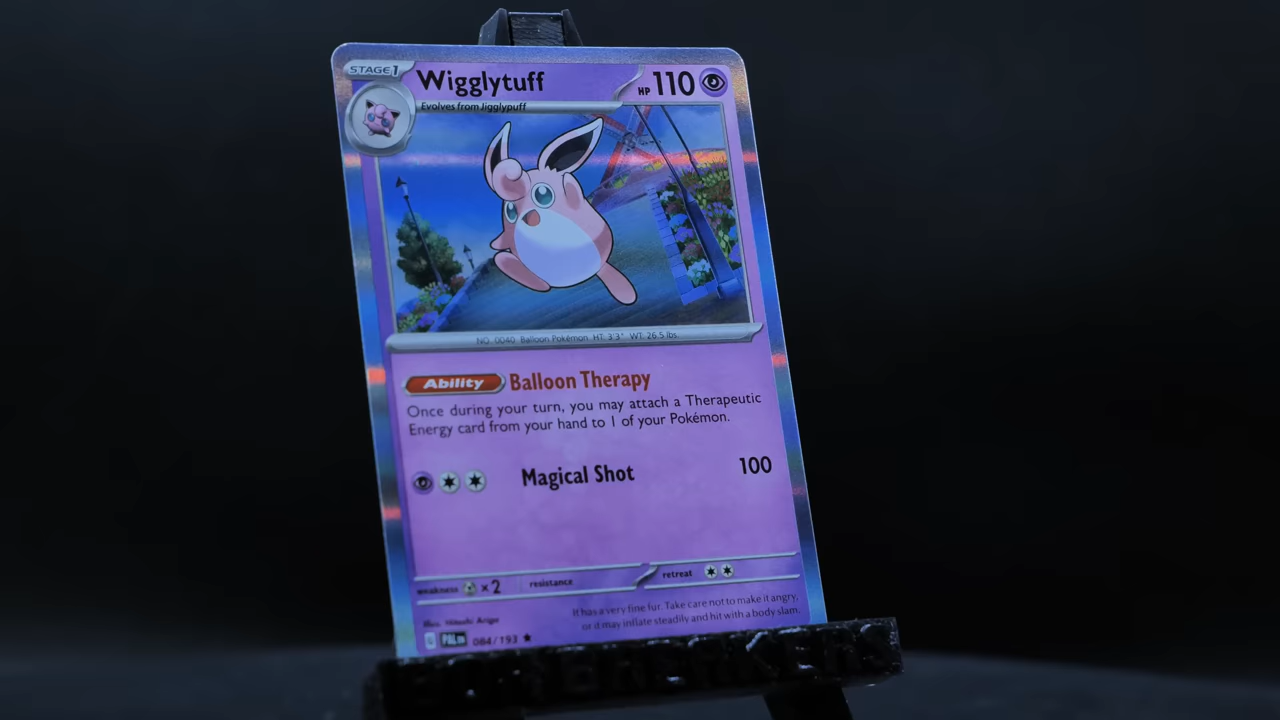 STAGE1
Wigglytuff
HP 110
Evolves from Jigglypuff
NO. 0040 Balloon Pokémon HT: 3'3" WT: 26.5 lbs.
Ability Balloon Therapy
Once during your turn, you may attach a Therapeutic
Energy card from your hand to 1 of your Pokémon.
Magical Shot 100
weakness ×2 resistance retreat
It has a very fine fur. Take care not to make it angry,
or d may inflate steadily and hit with a body slam.
Illus. Hitoshi Ariga
G PAL EN 084/193
BREAKERS